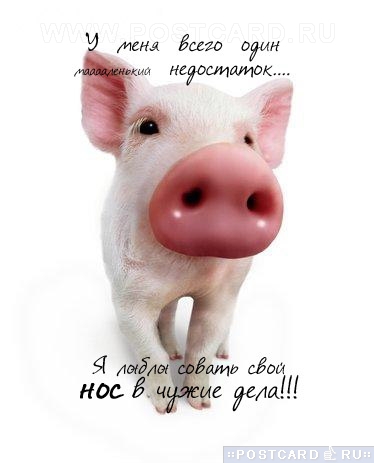 WWW.POSTCARD.RU
У меня всего один
маааленький недостаток....
Я люблю совать свой
НОС в чужие дела!!!
::POSTCARD RU::